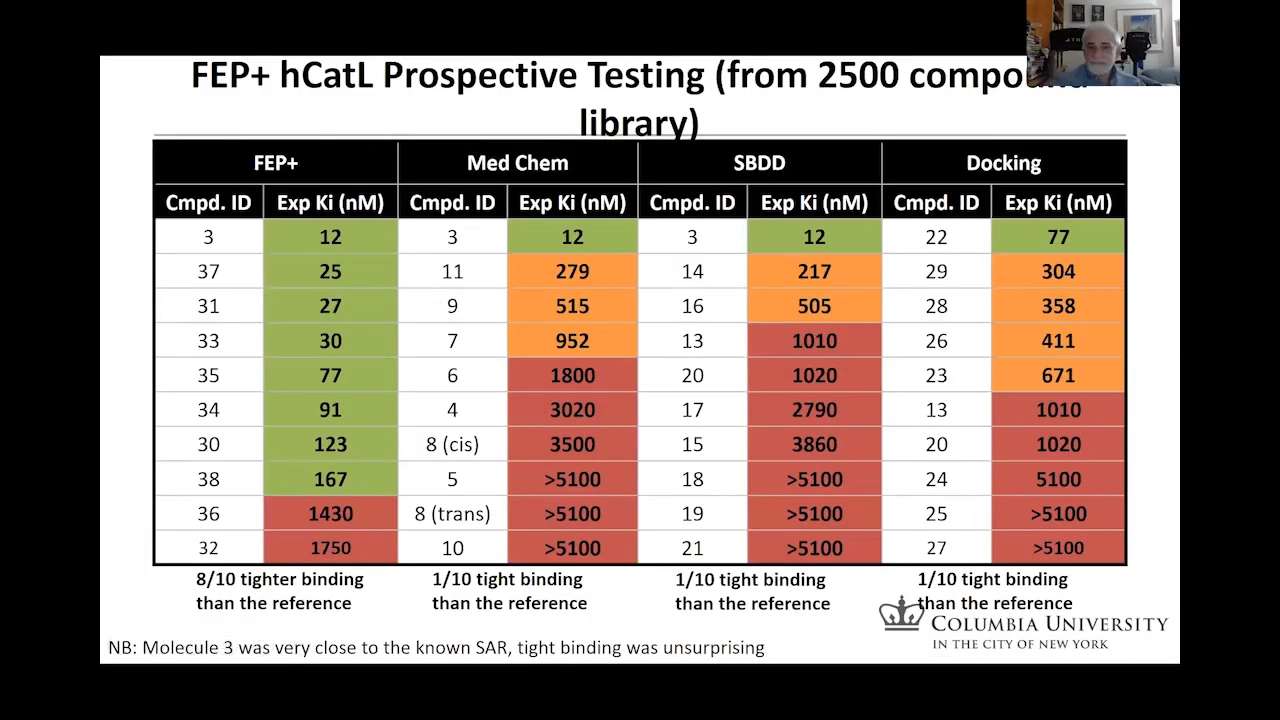 FEP+ hCatL Prospective Testing (from 2500 compound
library)
FEP+ Med Chem SBDD Docking
Cmpd. ID Exp Ki (nM) Cmpd. ID Exp Ki (nM) Cmpd. ID Exp Ki (nM) Cmpd. ID Exp Ki (nM)
3 12 3 12 3 12 22 77
37 25 11 279 14 217 29 304
31 27 9 515 16 505 28 358
33 30 7 952 13 1010 26 411
35 77 6 1800 20 1020 23 671
34 91 4 3020 17 2790 13 1010
30 123 8 (cis) 3500 15 3860 20 1020
38 167 5 >5100 18 >5100 24 5100
36 1430 8 (trans) >5100 19 >5100 25 >5100
32 1750 10 >5100 21 >5100 27 >5100
8/10 tighter binding 1/10 tight binding 1/10 tight binding 1/10 tight binding
than the reference than the reference than the reference than the reference
COLUMBIA UNIVERSITY
IN THE CITY OF NEW YORK
NB: Molecule 3 was very close to the known SAR, tight binding was unsurprising